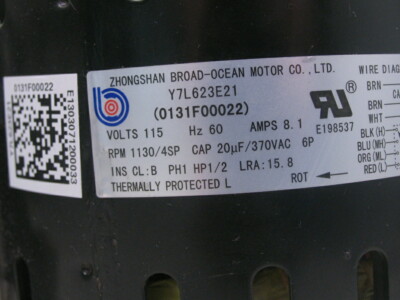 0131F00022
E1303071200033
ZHONGSHAN BROAD-OCEAN MOTOR CO., LTD.
Y7L623E21
(0131F00022)
VOLTS 115 Hz 60 AMPS 8.1
RPM 1130/4SP CAP 20µF/370VAC 6P
INS CL:B PH1 HP1/2 LRA:15.8
THERMALLY PROTECTED L
ROT
E198537
WIRE DIAG
BRN
CA
BRN
BLK (H)
BLU (MH)
ORG (ML)
RED (L)